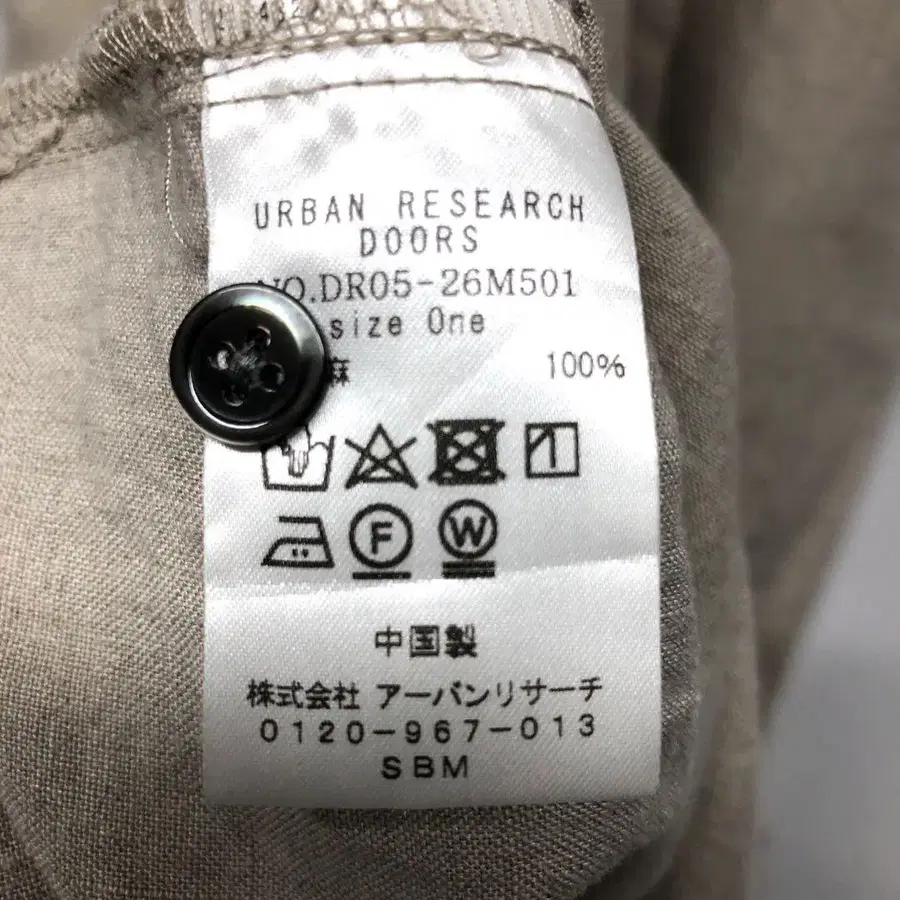 URBAN RESEARCH
DOORS
NO.DR05-26M501
size One
麻 100%
1
F W
中国製
株式会社 アーバンリサーチ
0120-967-013
SBM